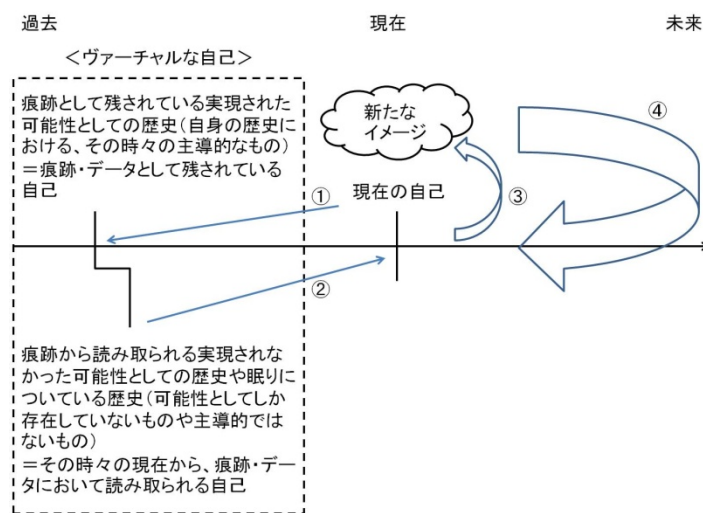 過去
現在
未来
＜ヴァーチャルな自己＞
痕跡として残されている実現された
可能性としての歴史（自身の歴史に
おける、その時々の主導的なもの）
＝痕跡・データとして残されている
自己
新たな
イメージ
④
①
現在の自己
③
②
痕跡から読み取られる実現されな
かった可能性としての歴史や眠りに
ついている歴史（可能性としてしか
存在していないものや主導的では
ないもの）
＝その時々の現在から、痕跡・デー
タにおいて読み取られる自己